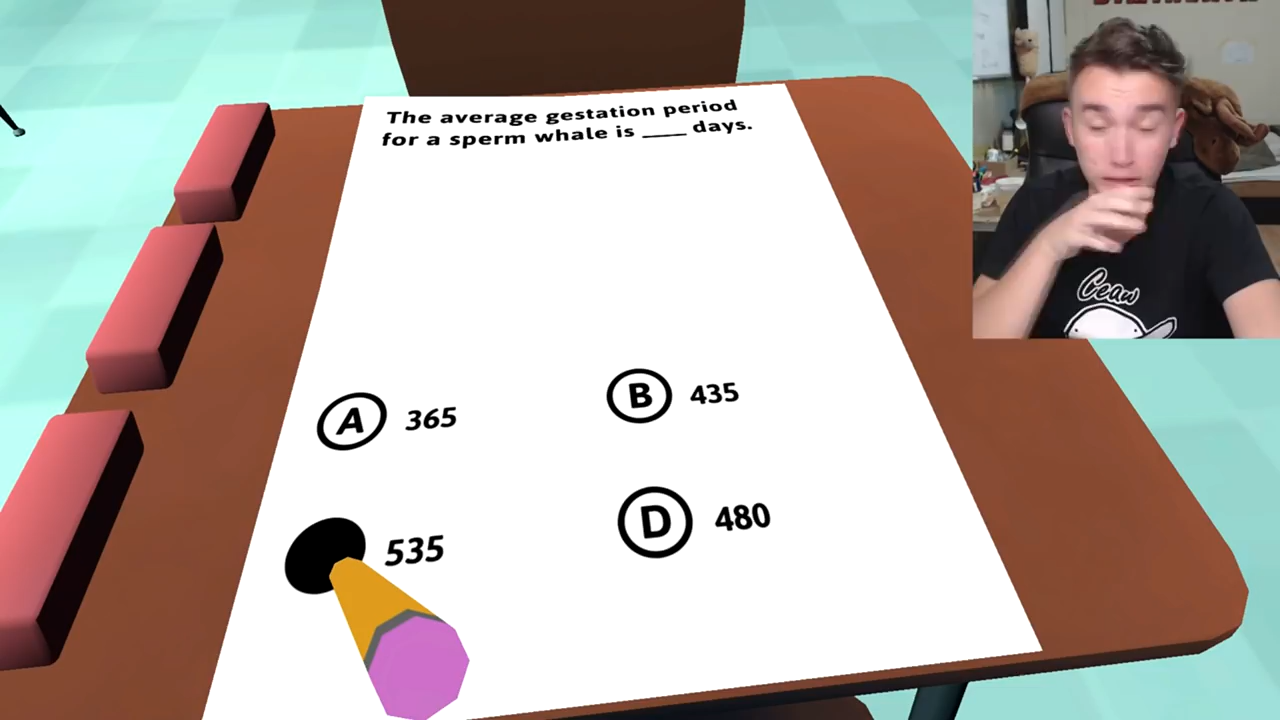 The average gestation period
for a sperm whale is ____ days.
A 365
B 435
535
D 480
Ceaw